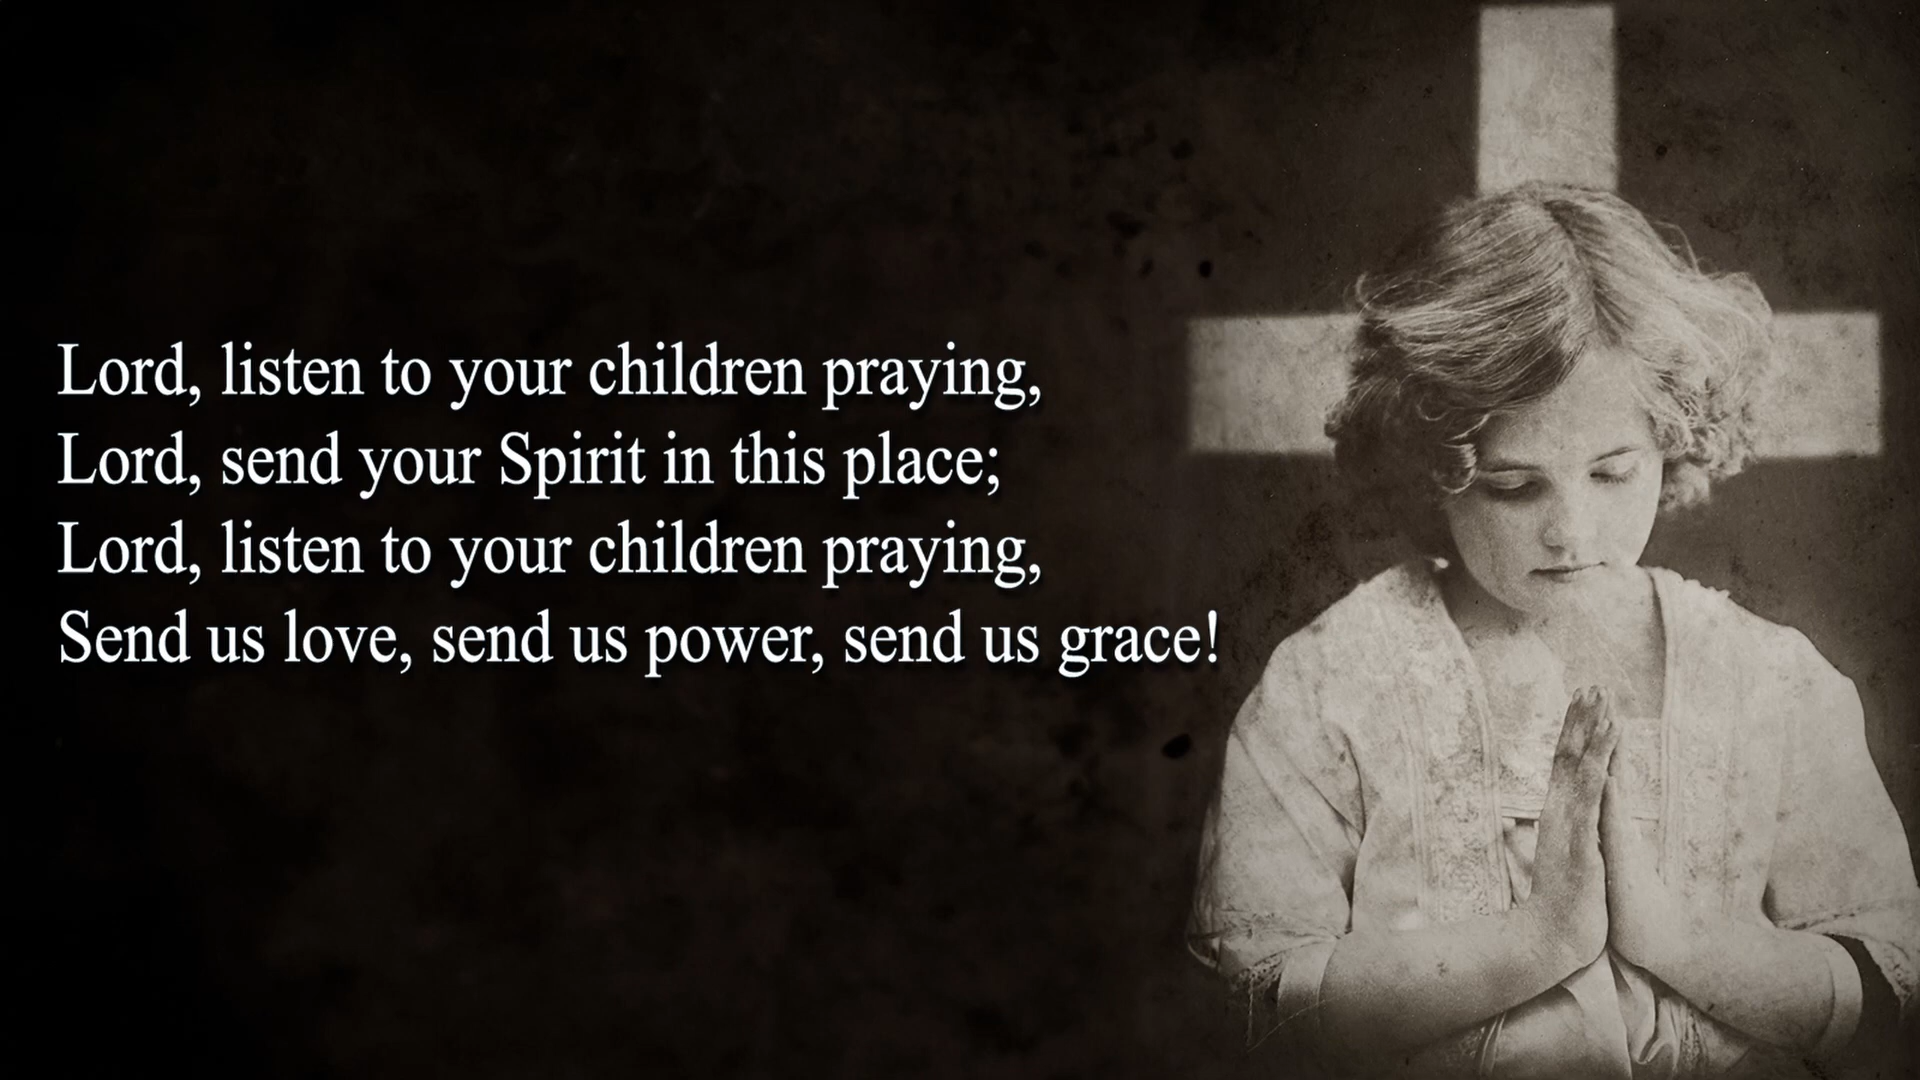 Lord, listen to your children praying,
Lord, send your Spirit in this place;
Lord, listen to your children praying,
Send us love, send us power, send us grace!